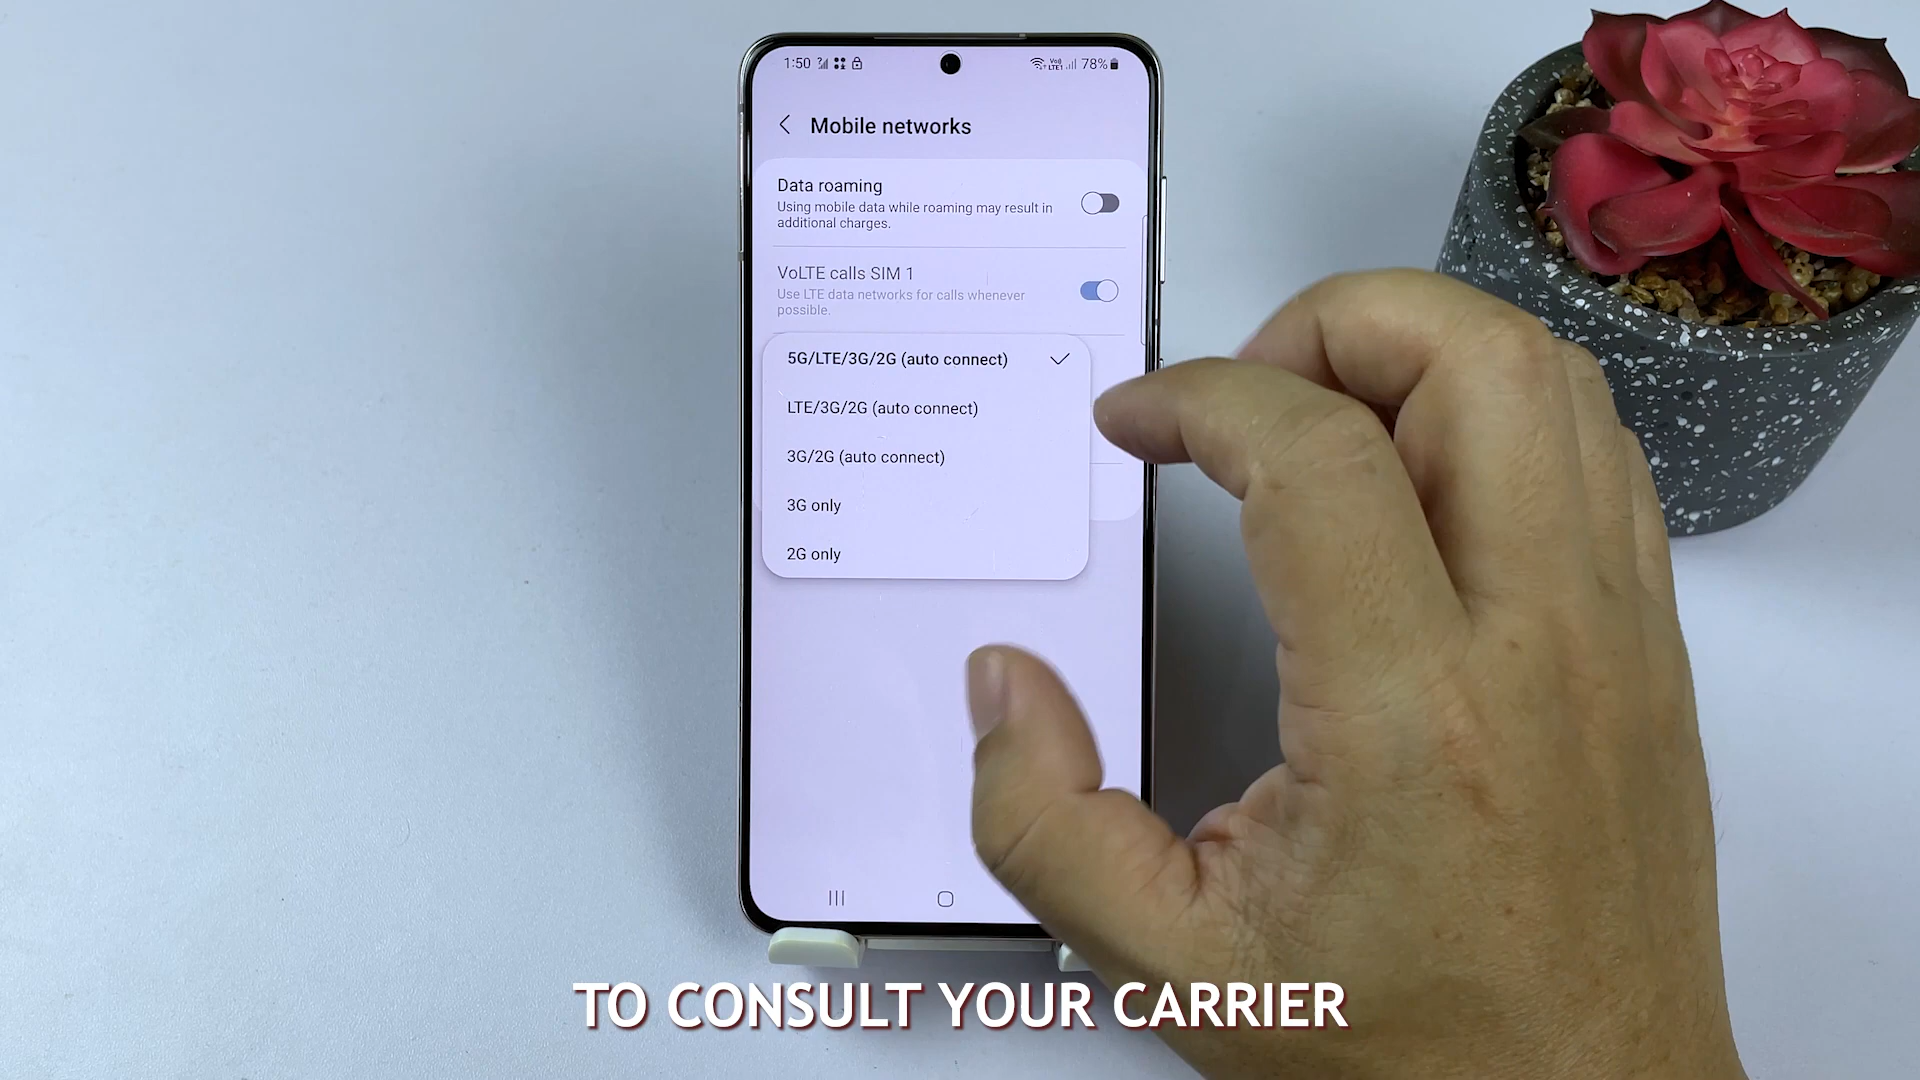 1:50
VoLTE1 78%
Mobile networks
Data roaming
Using mobile data while roaming may result in
additional charges.
VoLTE calls SIM 1
Use LTE data networks for calls whenever
possible.
5G/LTE/3G/2G (auto connect)
LTE/3G/2G (auto connect)
3G/2G (auto connect)
3G only
2G only
TO CONSULT YOUR CARRIER